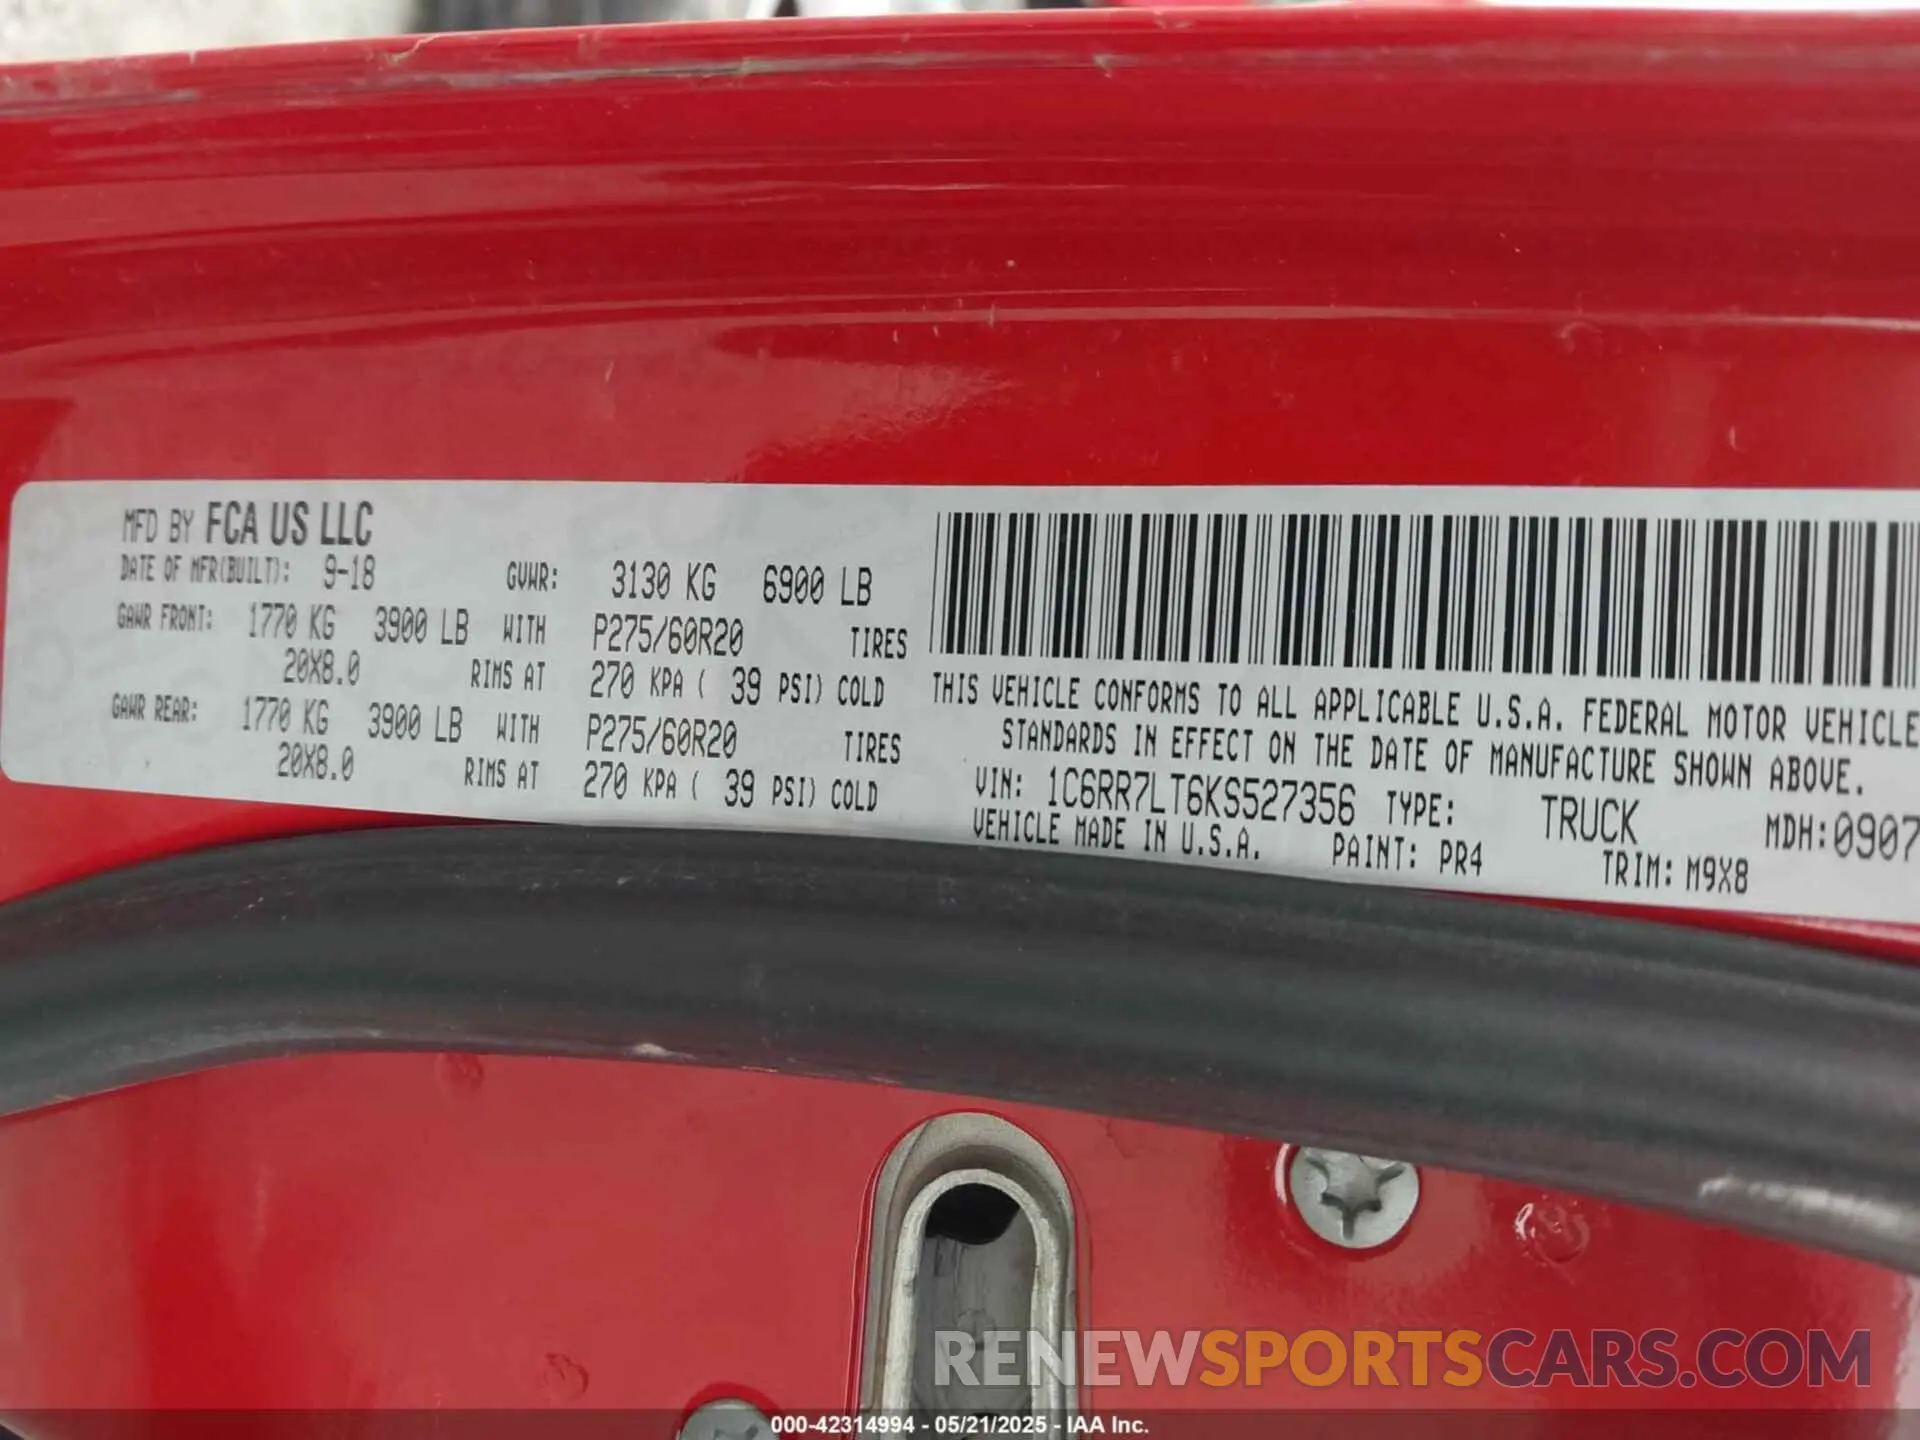 MFD BY FCA US LLC
DATE OF MFR(BUILT): 9-18 GVWR: 3130 KG 6900 LB
GAWR FRONT: 1770 KG 3900 LB WITH P275/60R20 TIRES
20X8.0 RIMS AT 270 KPA ( 39 PSI) COLD
GAWR REAR: 1770 KG 3900 LB WITH P275/60R20 TIRES
20X8.0 RIMS AT 270 KPA ( 39 PSI) COLD
THIS VEHICLE CONFORMS TO ALL APPLICABLE U.S.A. FEDERAL MOTOR VEHICLE
STANDARDS IN EFFECT ON THE DATE OF MANUFACTURE SHOWN ABOVE.
VIN: 1C6RR7LT6KS527356 TYPE: TRUCK MDH:0907
VEHICLE MADE IN U.S.A. PAINT: PR4 TRIM: M9X8
RENEWSPORTSCARS.COM
000-42314994 - 05/21/2025 - IAA Inc.